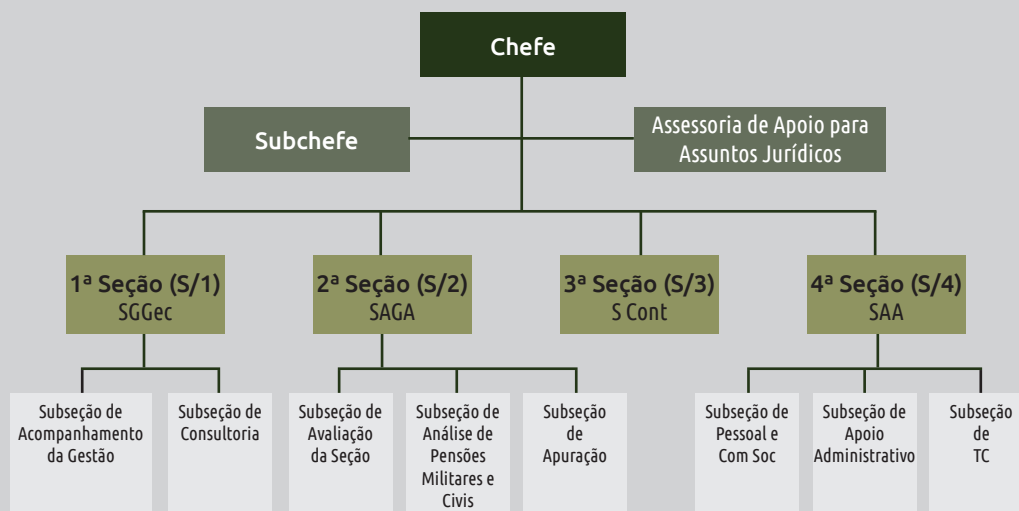 Chefe
Subchefe
Assessoria de Apoio para
Assuntos Jurídicos
1ª Seção (S/1)
SGGec
2ª Seção (S/2)
SAGA
3ª Seção (S/3)
S Cont
4ª Seção (S/4)
SAA
Subseção de
Acompanhamento
da Gestão
Subseção de
Consultoria
Subseção de
Avaliação
da Seção
Subseção de
Análise de
Pensões
Militares e
Civis
Subseção
de
Apuração
Subseção de
Pessoal e
Com Soc
Subseção de
Apoio
Administrativo
Subseção
de
TC